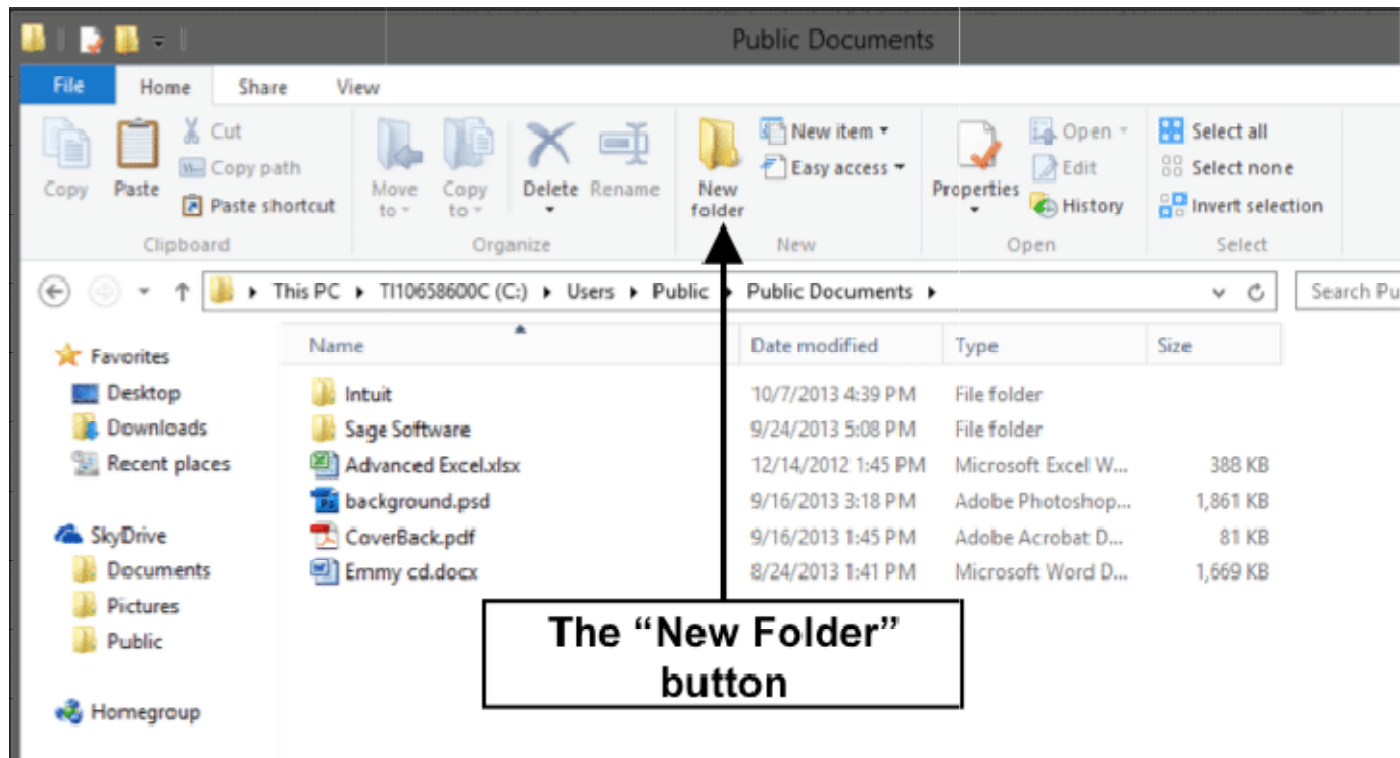 Public Documents
File Home Share View
Cut
Copy path
Paste shortcut
Copy Paste
Clipboard
Move to
Copy to
Delete Rename
Organize
New folder
New item
Easy access
New
Properties
Open
Edit
History
Open
Select all
Select none
Invert selection
Select
This PC TI10658600C (C:) Users Public Public Documents
Search Pu
Name Date modified Type Size
Favorites
Desktop
Downloads
Recent places
SkyDrive
Documents
Pictures
Public
Homegroup
Intuit 10/7/2013 4:39 PM File folder
Sage Software 9/24/2013 5:08 PM File folder
Advanced Excel.xlsx 12/14/2012 1:45 PM Microsoft Excel W... 388 KB
background.psd 9/16/2013 3:18 PM Adobe Photoshop... 1,861 KB
CoverBack.pdf 9/16/2013 1:45 PM Adobe Acrobat D... 81 KB
Emmy cd.docx 8/24/2013 1:41 PM Microsoft Word D... 1,669 KB
The “New Folder”
button